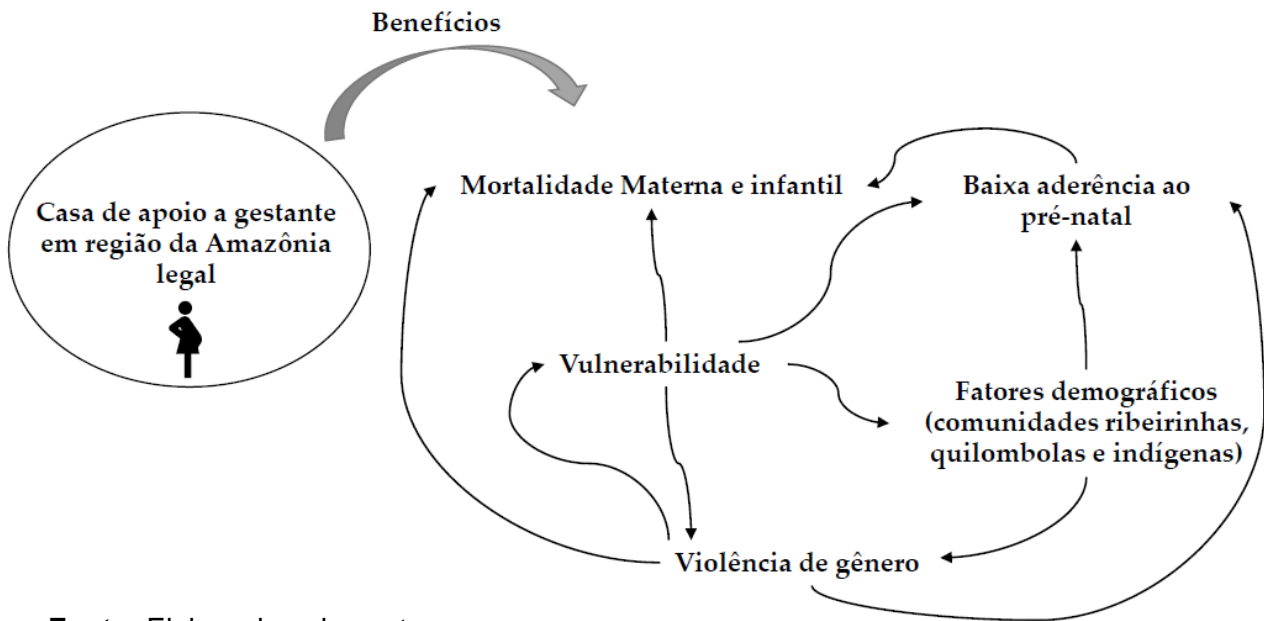 Benefícios
Casa de apoio a gestante
em região da Amazônia
legal
Mortalidade Materna e infantil
Baixa aderência ao
pré-natal
Vulnerabilidade
Fatores demográficos
(comunidades ribeirinhas,
quilombolas e indígenas)
Violência de gênero